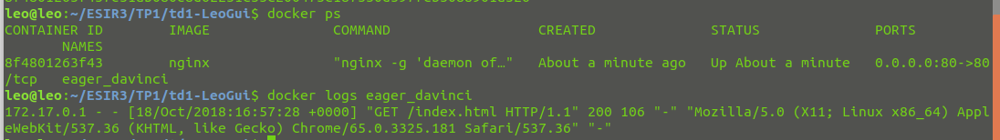 leo@leo:~/ESIR3/TP1/td1-LeoGui$ docker ps
CONTAINER ID        IMAGE               COMMAND                  CREATED              STATUS              PORTS
       NAMES
8f4801263f43        nginx               "nginx -g 'daemon of…"   About a minute ago   Up About a minute   0.0.0.0:80->80
/tcp   eager_davinci
leo@leo:~/ESIR3/TP1/td1-LeoGui$ docker logs eager_davinci
172.17.0.1 - - [18/Oct/2018:16:57:28 +0000] "GET /index.html HTTP/1.1" 200 106 "-" "Mozilla/5.0 (X11; Linux x86_64) Appl
eWebKit/537.36 (KHTML, like Gecko) Chrome/65.0.3325.181 Safari/537.36" "-"